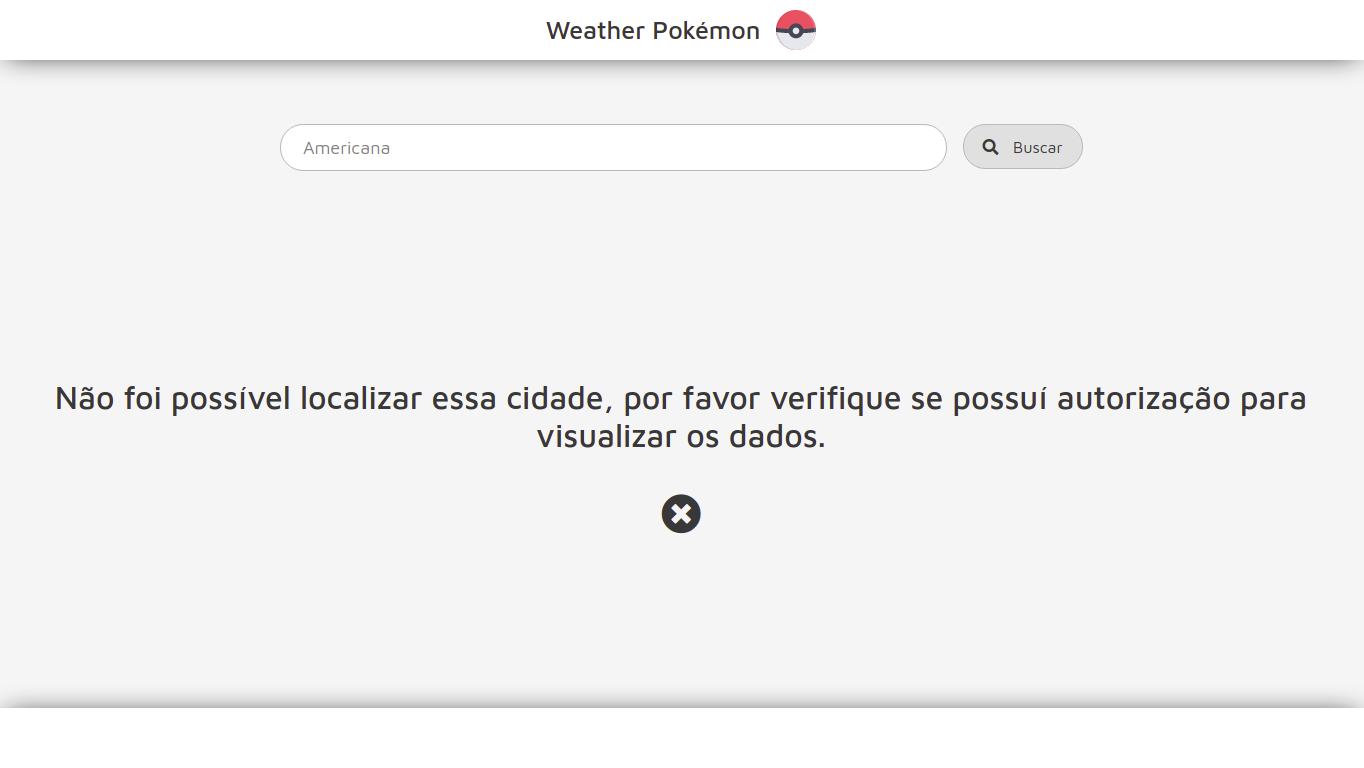 Weather Pokémon
Americana
Buscar
Não foi possível localizar essa cidade, por favor verifique se possuí autorização para
visualizar os dados.